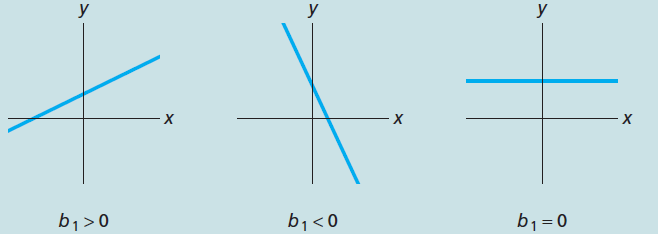 y y y
x x x
b1 > 0 b1 < 0 b1 = 0